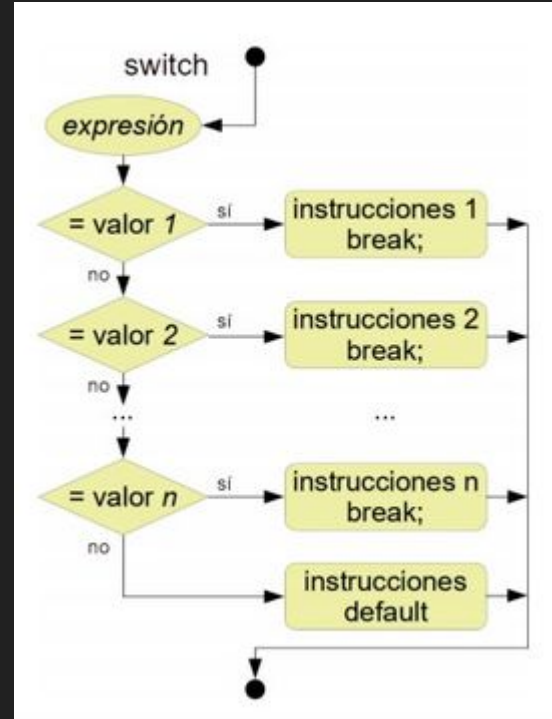 switch
expresión
= valor 1
sí
instrucciones 1
break;
no
= valor 2
sí
instrucciones 2
break;
no
...
...
= valor n
sí
instrucciones n
break;
no
instrucciones
default